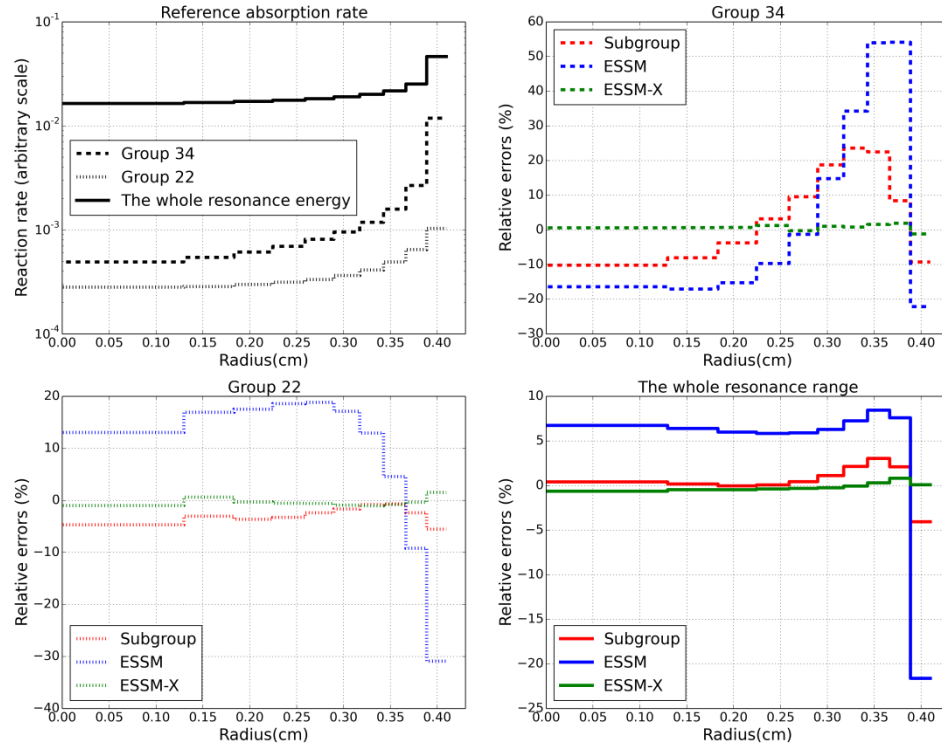 Reference absorption rate
Reaction rate (arbitrary scale)
10^-1
10^-2
10^-3
10^-4
Group 34
Group 22
The whole resonance energy
0.00 0.05 0.10 0.15 0.20 0.25 0.30 0.35 0.40
Radius(cm)
Group 34
Relative errors (%)
60
50
40
30
20
10
0
−10
−20
−30
Subgroup
ESSM
ESSM-X
0.00 0.05 0.10 0.15 0.20 0.25 0.30 0.35 0.40
Radius(cm)
Group 22
Relative errors (%)
20
10
0
−10
−20
−30
−40
Subgroup
ESSM
ESSM-X
0.00 0.05 0.10 0.15 0.20 0.25 0.30 0.35 0.40
Radius(cm)
The whole resonance range
Relative errors (%)
10
5
0
−5
−10
−15
−20
−25
Subgroup
ESSM
ESSM-X
0.00 0.05 0.10 0.15 0.20 0.25 0.30 0.35 0.40
Radius(cm)